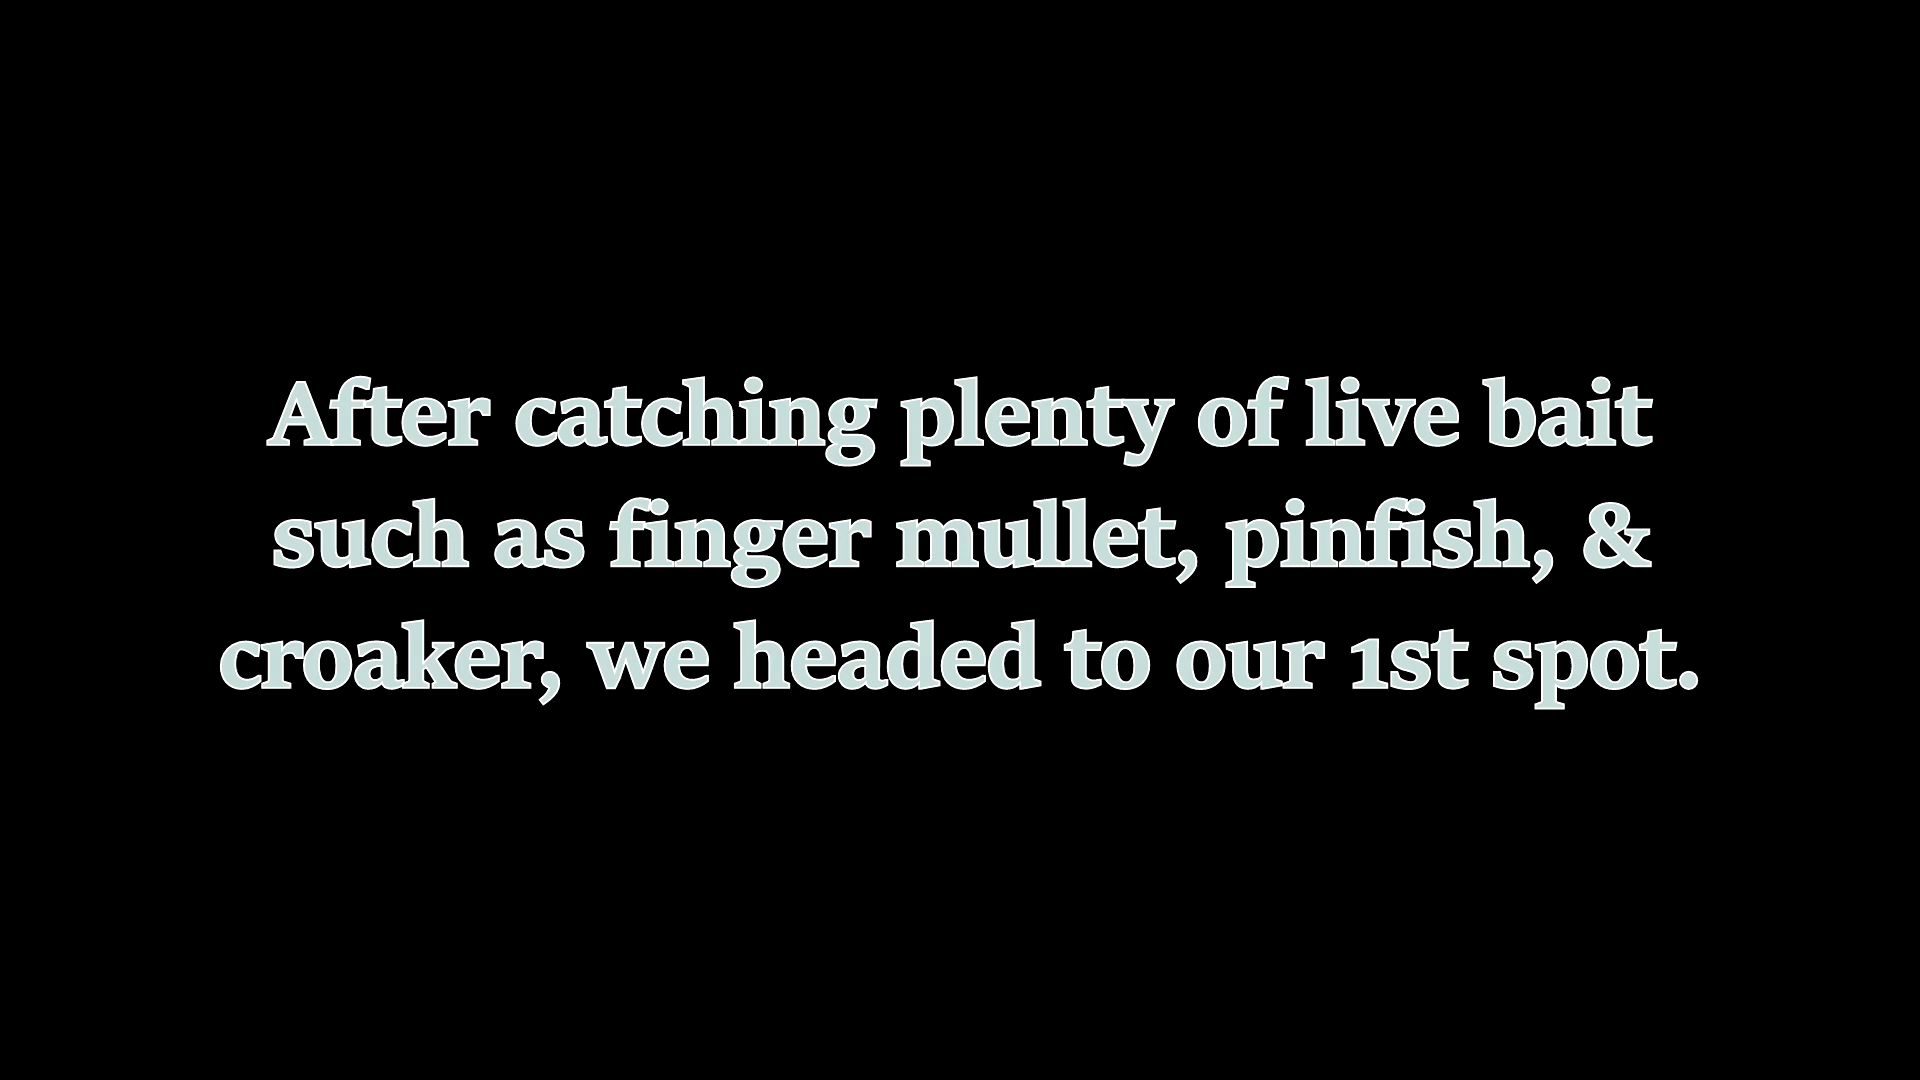 After catching plenty of live bait
such as finger mullet, pinfish, &
croaker, we headed to our 1st spot.